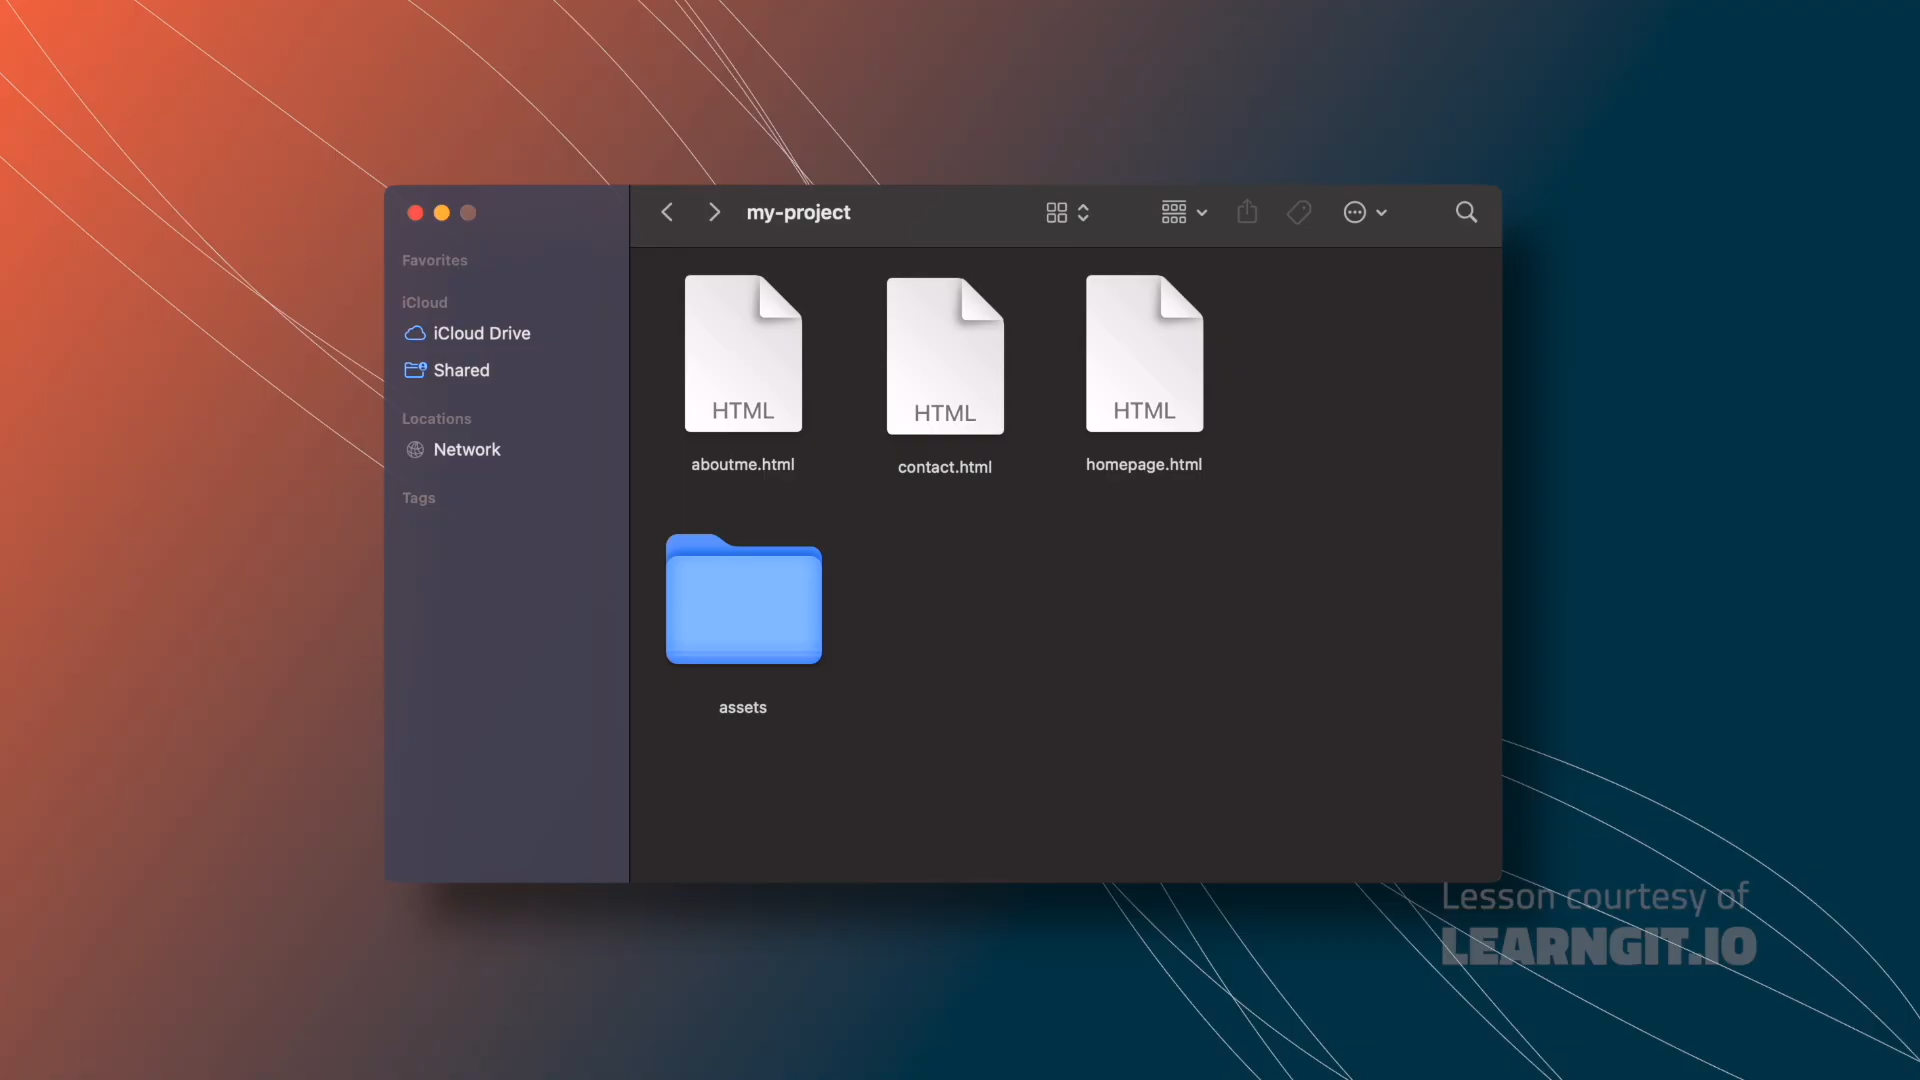 my-project
Favorites
iCloud
iCloud Drive
Shared
Locations
Network
Tags
HTML
aboutme.html
HTML
contact.html
HTML
homepage.html
assets
Lesson courtesy of
LEARNGIT.IO